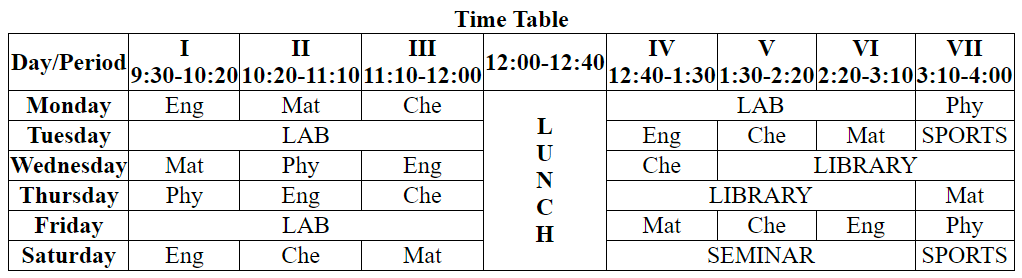 Time Table
Day/Period I 9:30-10:20 II 10:20-11:10 III 11:10-12:00 12:00-12:40 IV 12:40-1:30 V 1:30-2:20 VI 2:20-3:10 VII 3:10-4:00
Monday Eng Mat Che LUNCH LAB Phy
Tuesday LAB Eng Che Mat SPORTS
Wednesday Mat Phy Eng Che LIBRARY
Thursday Phy Eng Che LIBRARY Mat
Friday LAB Mat Che Eng Phy
Saturday Eng Che Mat SEMINAR SPORTS